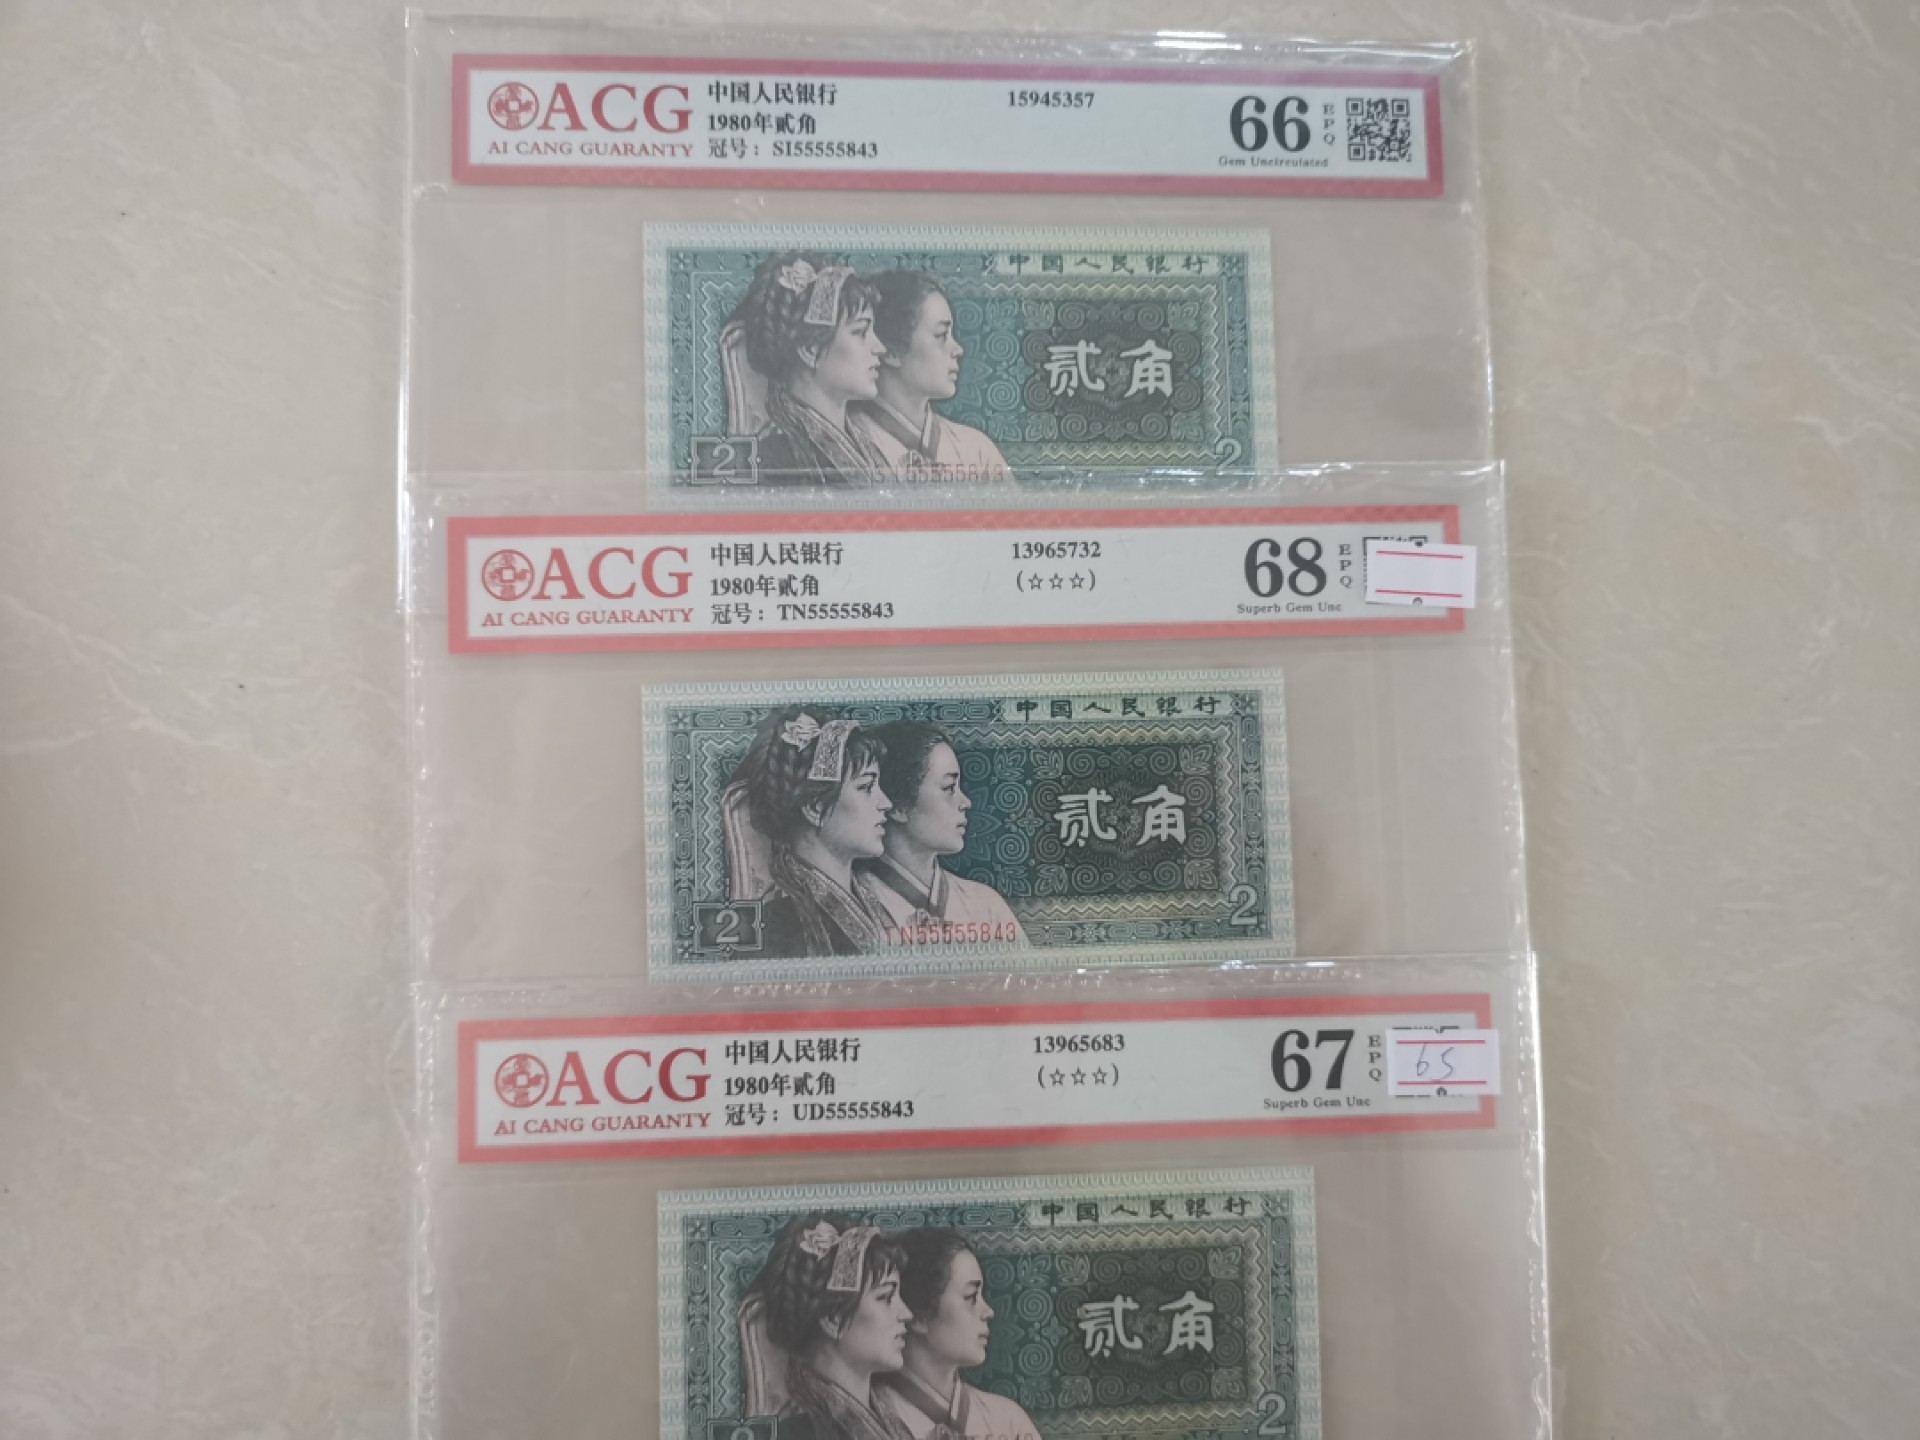 ACG
AI CANG GUARANTY
中国人民银行
1980年贰角
冠号：SI55555843
15945357
66
EPQ
Gem Uncirculated
中国人民银行
贰角
2
2
SI55555843
ACG
AI CANG GUARANTY
中国人民银行
1980年贰角
冠号：TN55555843
13965732
(☆☆☆)
68
EPQ
Superb Gem Unc
中国人民银行
贰角
2
2
TN55555843
ACG
AI CANG GUARANTY
中国人民银行
1980年贰角
冠号：UD55555843
13965683
(☆☆☆)
67
EPQ
Superb Gem Unc
65
中国人民银行
贰角
2